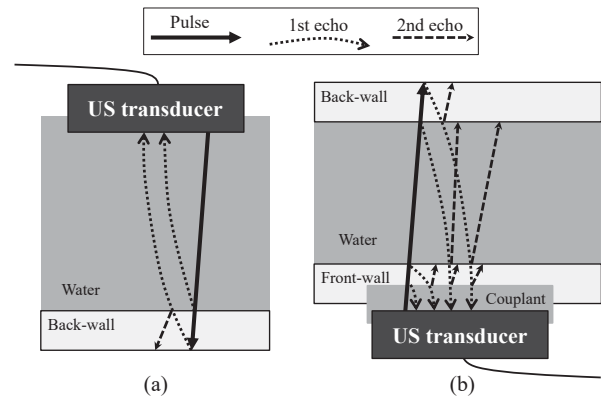 Pulse
1st echo
2nd echo
US transducer
Water
Back-wall
(a)
Back-wall
Water
Front-wall
Couplant
US transducer
(b)